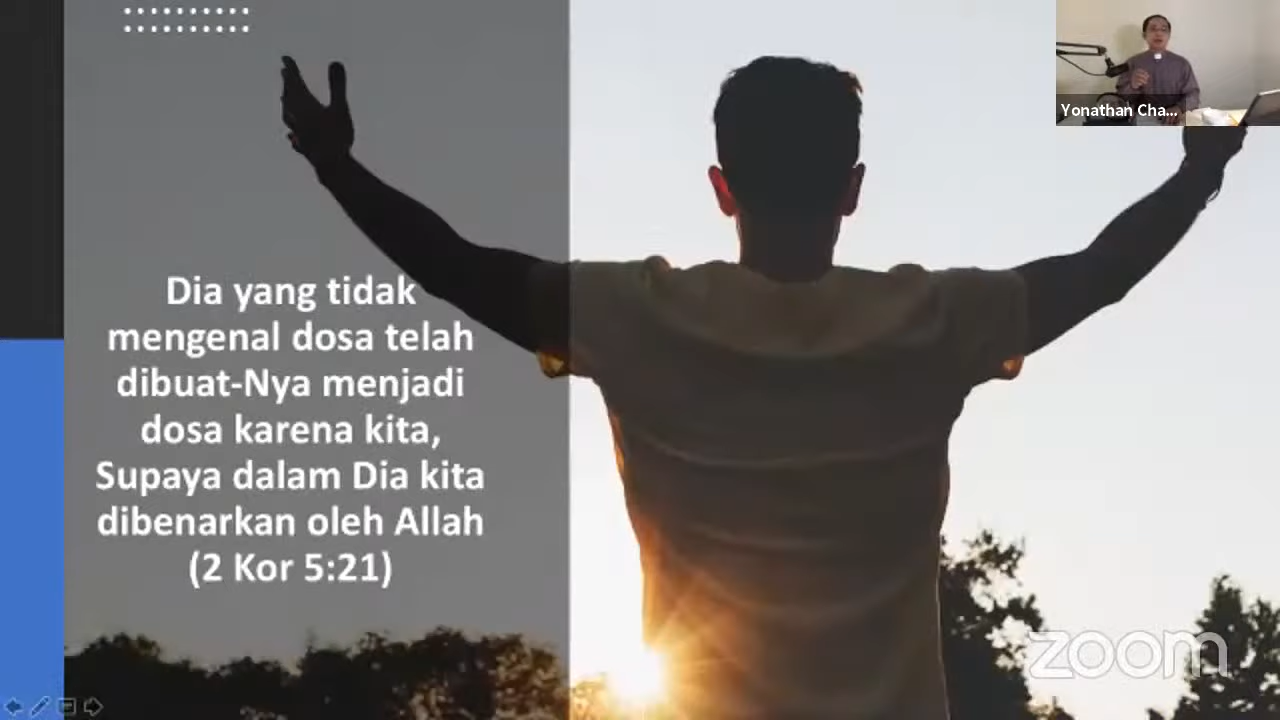 Dia yang tidak
mengenal dosa telah
dibuat-Nya menjadi
dosa karena kita,
Supaya dalam Dia kita
dibenarkan oleh Allah
(2 Kor 5:21)
Yonathan Cha...
zoom